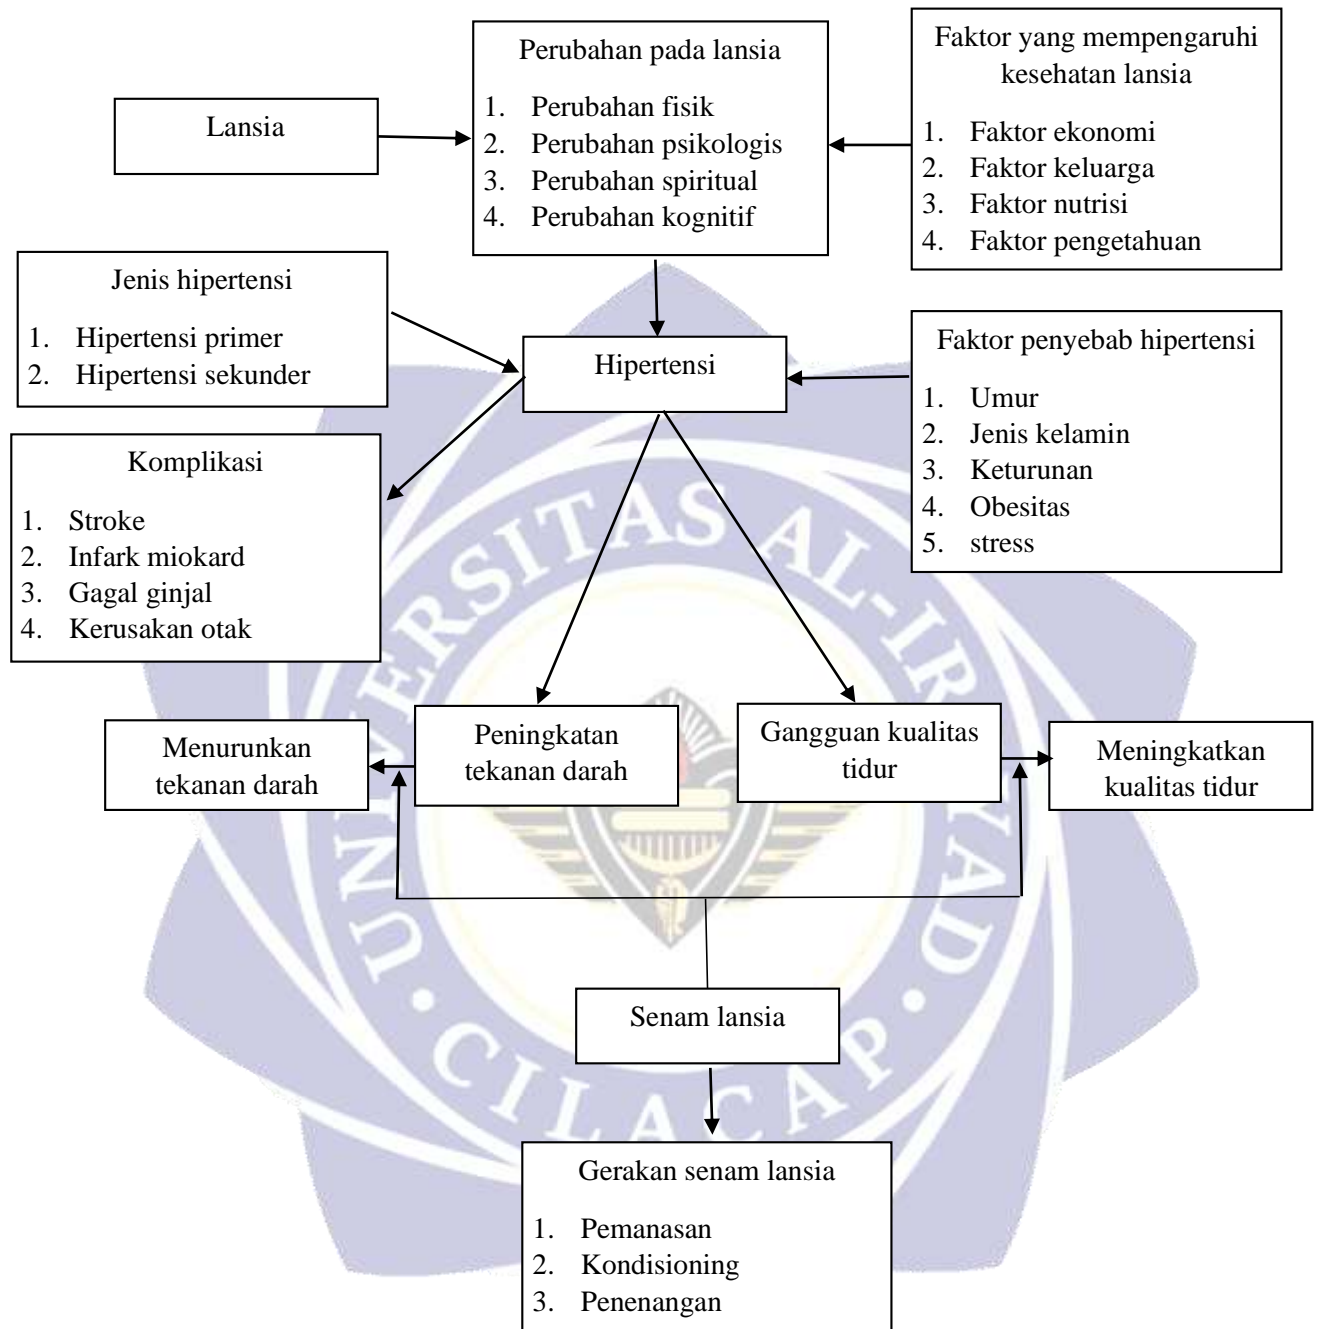 Perubahan pada lansia
1. Perubahan fisik
2. Perubahan psikologis
3. Perubahan spiritual
4. Perubahan kognitif
Faktor yang mempengaruhi
kesehatan lansia
1. Faktor ekonomi
2. Faktor keluarga
3. Faktor nutrisi
4. Faktor pengetahuan
Lansia
Jenis hipertensi
1. Hipertensi primer
2. Hipertensi sekunder
Hipertensi
Faktor penyebab hipertensi
1. Umur
2. Jenis kelamin
3. Keturunan
4. Obesitas
5. stress
Komplikasi
1. Stroke
2. Infark miokard
3. Gagal ginjal
4. Kerusakan otak
Menurunkan
tekanan darah
Peningkatan
tekanan darah
Gangguan kualitas
tidur
Meningkatkan
kualitas tidur
Senam lansia
Gerakan senam lansia
1. Pemanasan
2. Kondisioning
3. Penenangan
UNIVERSITAS AL-IRSYAD
CILACAP